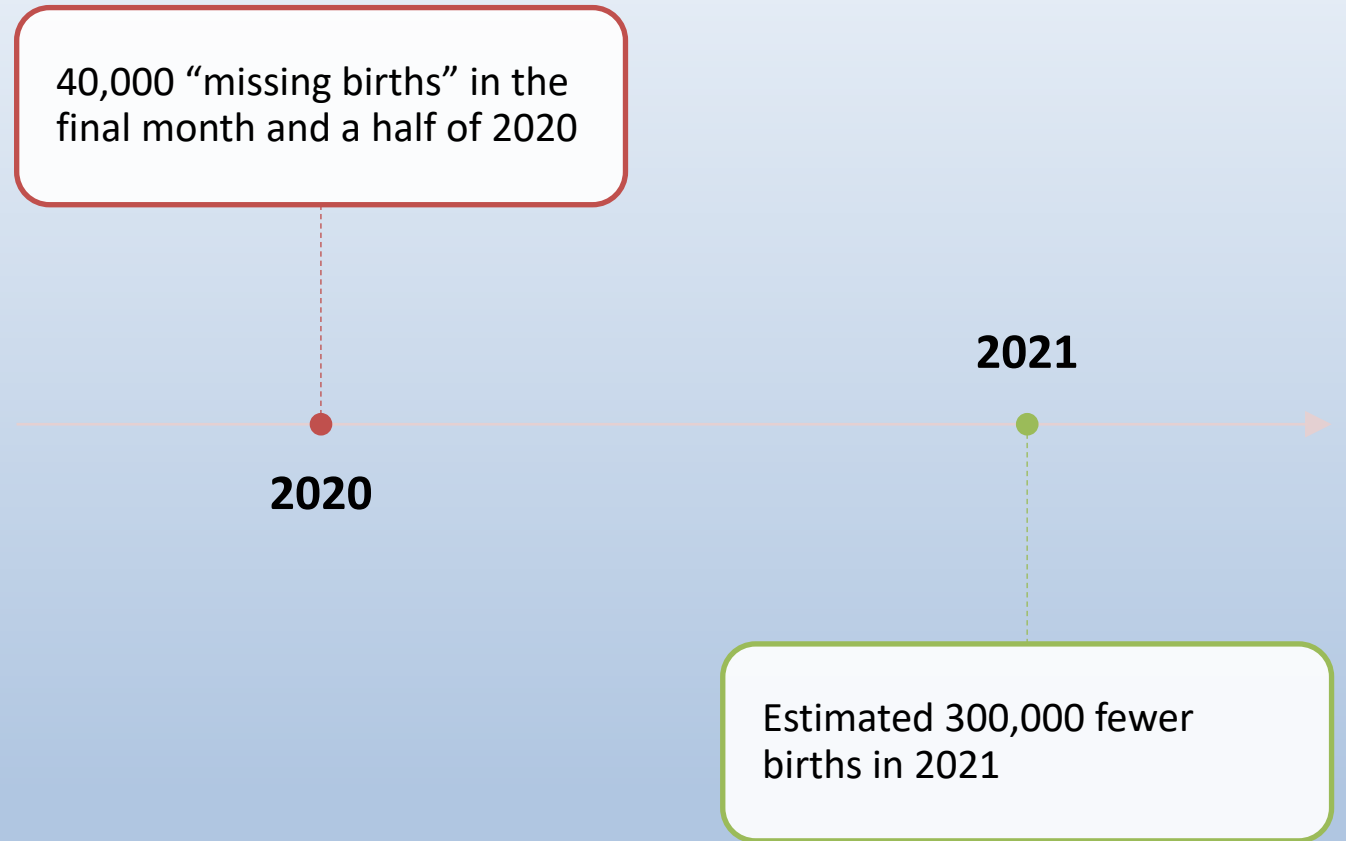 40,000 “missing births” in the
final month and a half of 2020
2020
2021
Estimated 300,000 fewer
births in 2021